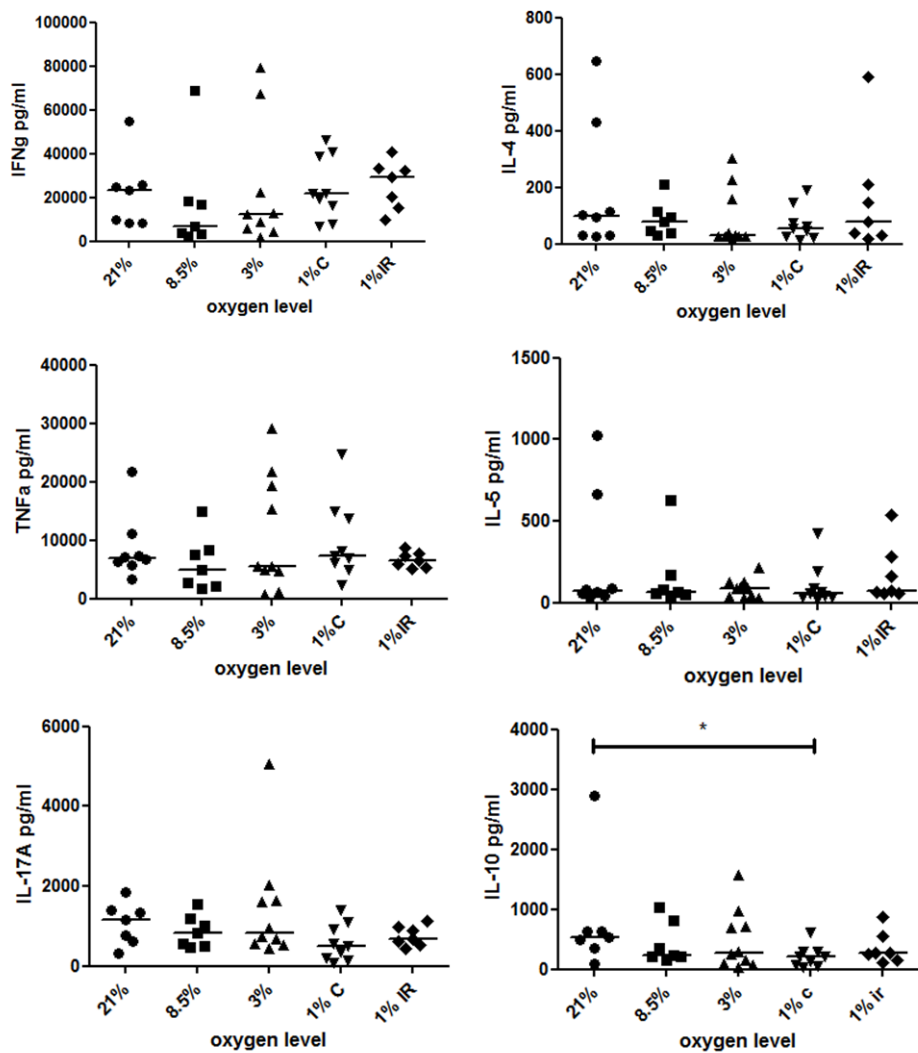 IFNg pg/ml
100000
80000
60000
40000
20000
0
21%
8.5%
3%
1% C
1%IR
oxygen level
IL-4 pg/ml
800
600
400
200
0
21%
8.5%
3%
1% C
1%IR
oxygen level
TNFa pg/ml
40000
30000
20000
10000
0
21%
8.5%
3%
1% C
1%IR
oxygen level
IL-5 pg/ml
1500
1000
500
0
21%
8.5%
3%
1% C
1%IR
oxygen level
IL-17A pg/ml
6000
4000
2000
0
21%
8.5%
3%
1% C
1% IR
oxygen level
IL-10 pg/ml
4000
3000
2000
1000
0
*
21%
8.5%
3%
1% c
1% ir
oxygen level